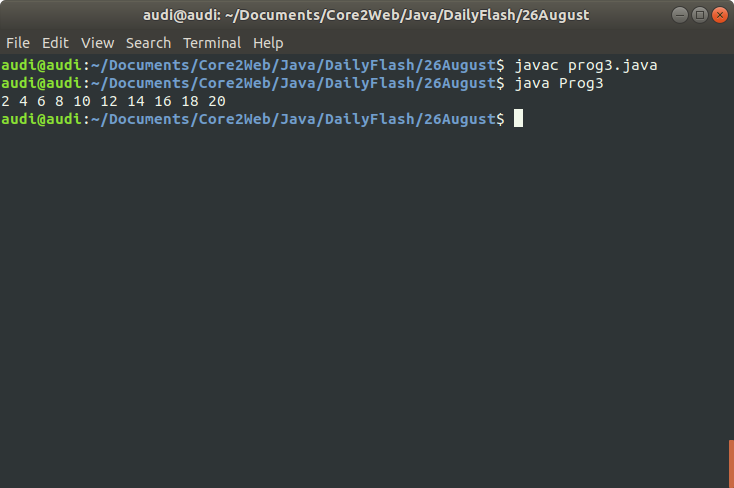 audi@audi: ~/Documents/Core2Web/Java/DailyFlash/26August
File Edit View Search Terminal Help
audi@audi:~/Documents/Core2Web/Java/DailyFlash/26August$ javac prog3.java
audi@audi:~/Documents/Core2Web/Java/DailyFlash/26August$ java Prog3
2 4 6 8 10 12 14 16 18 20
audi@audi:~/Documents/Core2Web/Java/DailyFlash/26August$